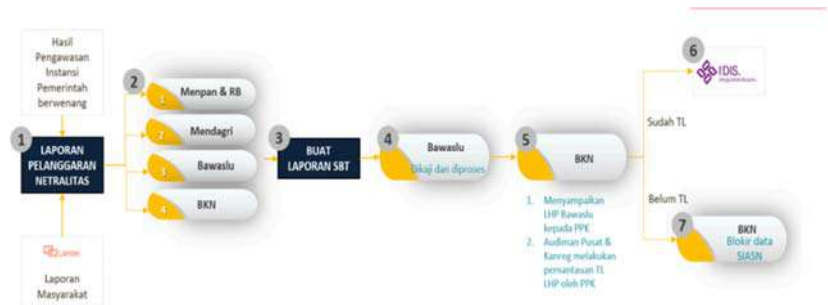 Hasil
Pengawasan
Instansi
Pemerintah
berwenang
1
LAPORAN
PELANGGARAN
NETRALITAS
Laporan
Masyarakat
2
1
Menpan & RB
2
Mendagri
3
Bawaslu
4
BKN
3
BUAT
LAPORAN SBT
4
Bawaslu
Dikaji dan diproses
5
BKN
1. Menyampaikan
LHP Bawaslu
kepada PPK
2. Audiman Pusat &
Kanreg melakukan
pemantauan TL
LHP oleh PPK
Sudah TL
6
IDIS.
Belum TL
7
BKN
Blokir data
SIASN